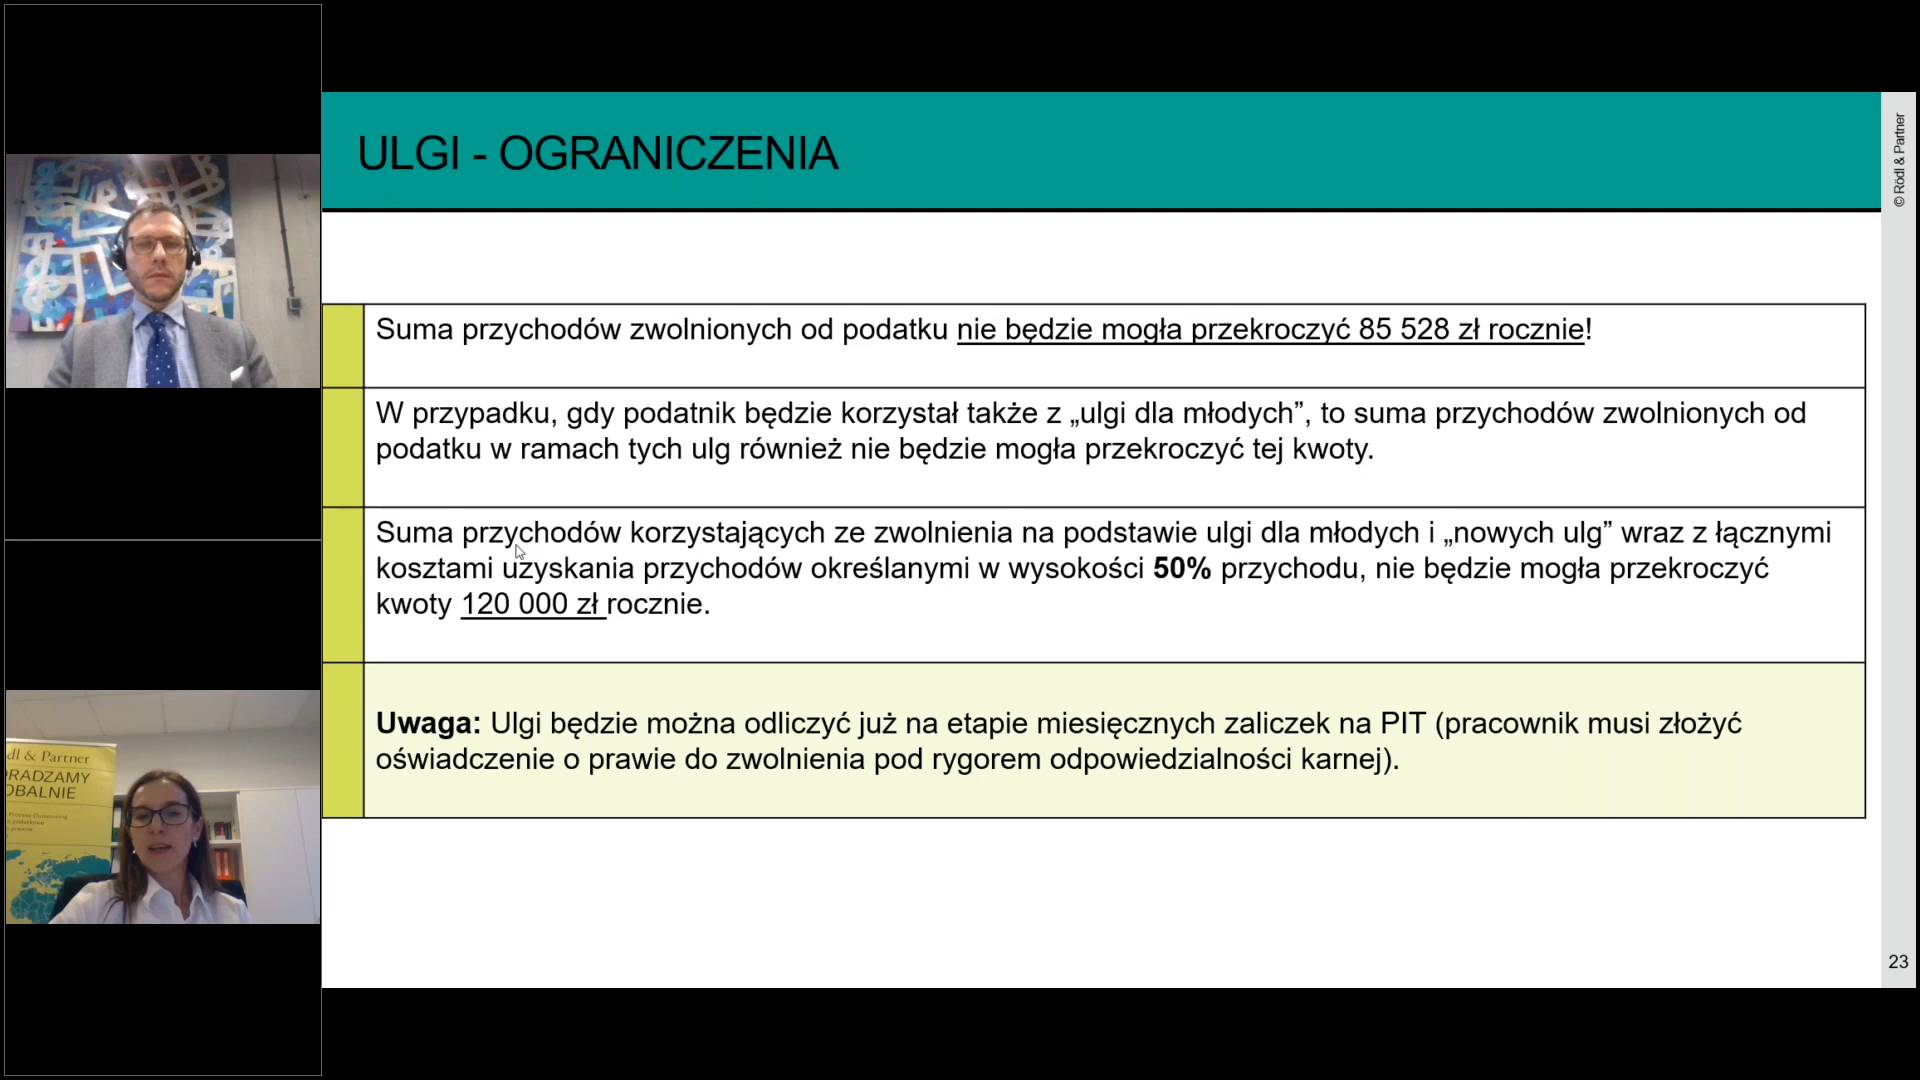 ULGI - OGRANICZENIA
© Rödl & Partner
Suma przychodów zwolnionych od podatku nie będzie mogła przekroczyć 85 528 zł rocznie!
W przypadku, gdy podatnik będzie korzystał także z „ulgi dla młodych”, to suma przychodów zwolnionych od
podatku w ramach tych ulg również nie będzie mogła przekroczyć tej kwoty.
Suma przychodów korzystających ze zwolnienia na podstawie ulgi dla młodych i „nowych ulg” wraz z łącznymi
kosztami uzyskania przychodów określanymi w wysokości 50% przychodu, nie będzie mogła przekroczyć
kwoty 120 000 zł rocznie.
Uwaga: Ulgi będzie można odliczyć już na etapie miesięcznych zaliczek na PIT (pracownik musi złożyć
oświadczenie o prawie do zwolnienia pod rygorem odpowiedzialności karnej).
23
dl & Partner
RADZAMY
OBALNIE
Process Outsourcing